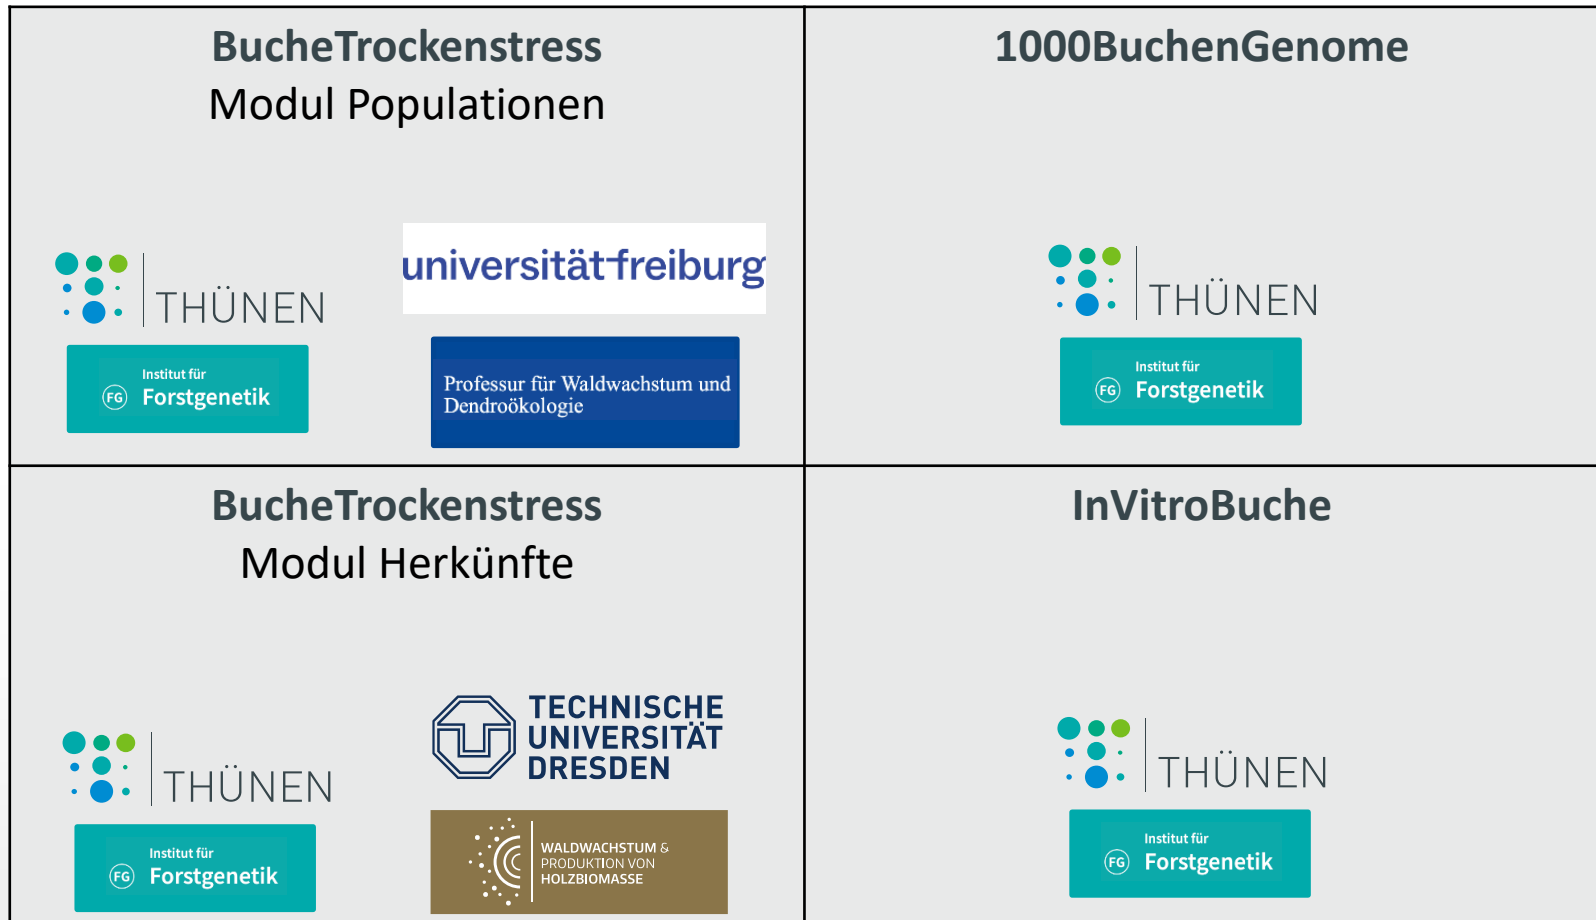 BucheTrockenstress
Modul Populationen
THÜNEN
Institut für
FG Forstgenetik
universität freiburg
Professur für Waldwachstum und
Dendroökologie
1000BuchenGenome
THÜNEN
Institut für
FG Forstgenetik
BucheTrockenstress
Modul Herkünfte
THÜNEN
Institut für
FG Forstgenetik
TECHNISCHE
UNIVERSITÄT
DRESDEN
WALDWACHSTUM &
PRODUKTION VON
HOLZBIOMASSE
InVitroBuche
THÜNEN
Institut für
FG Forstgenetik